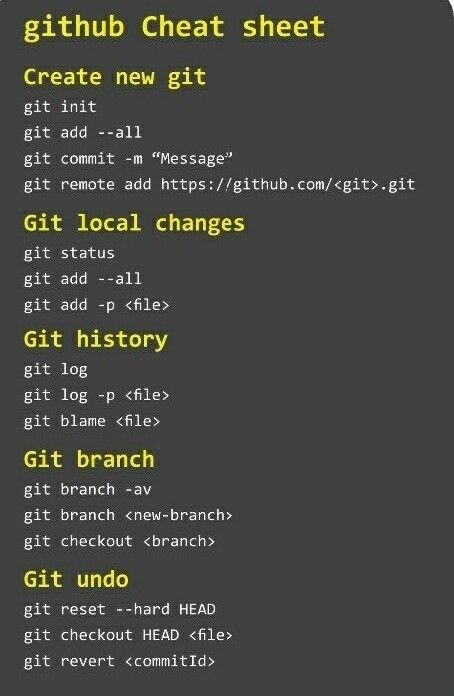 github Cheat sheet
Create new git
git init
git add --all
git commit -m “Message”
git remote add https://github.com/<git>.git
Git local changes
git status
git add --all
git add -p <file>
Git history
git log
git log -p <file>
git blame <file>
Git branch
git branch -av
git branch <new-branch>
git checkout <branch>
Git undo
git reset --hard HEAD
git checkout HEAD <file>
git revert <commitId>